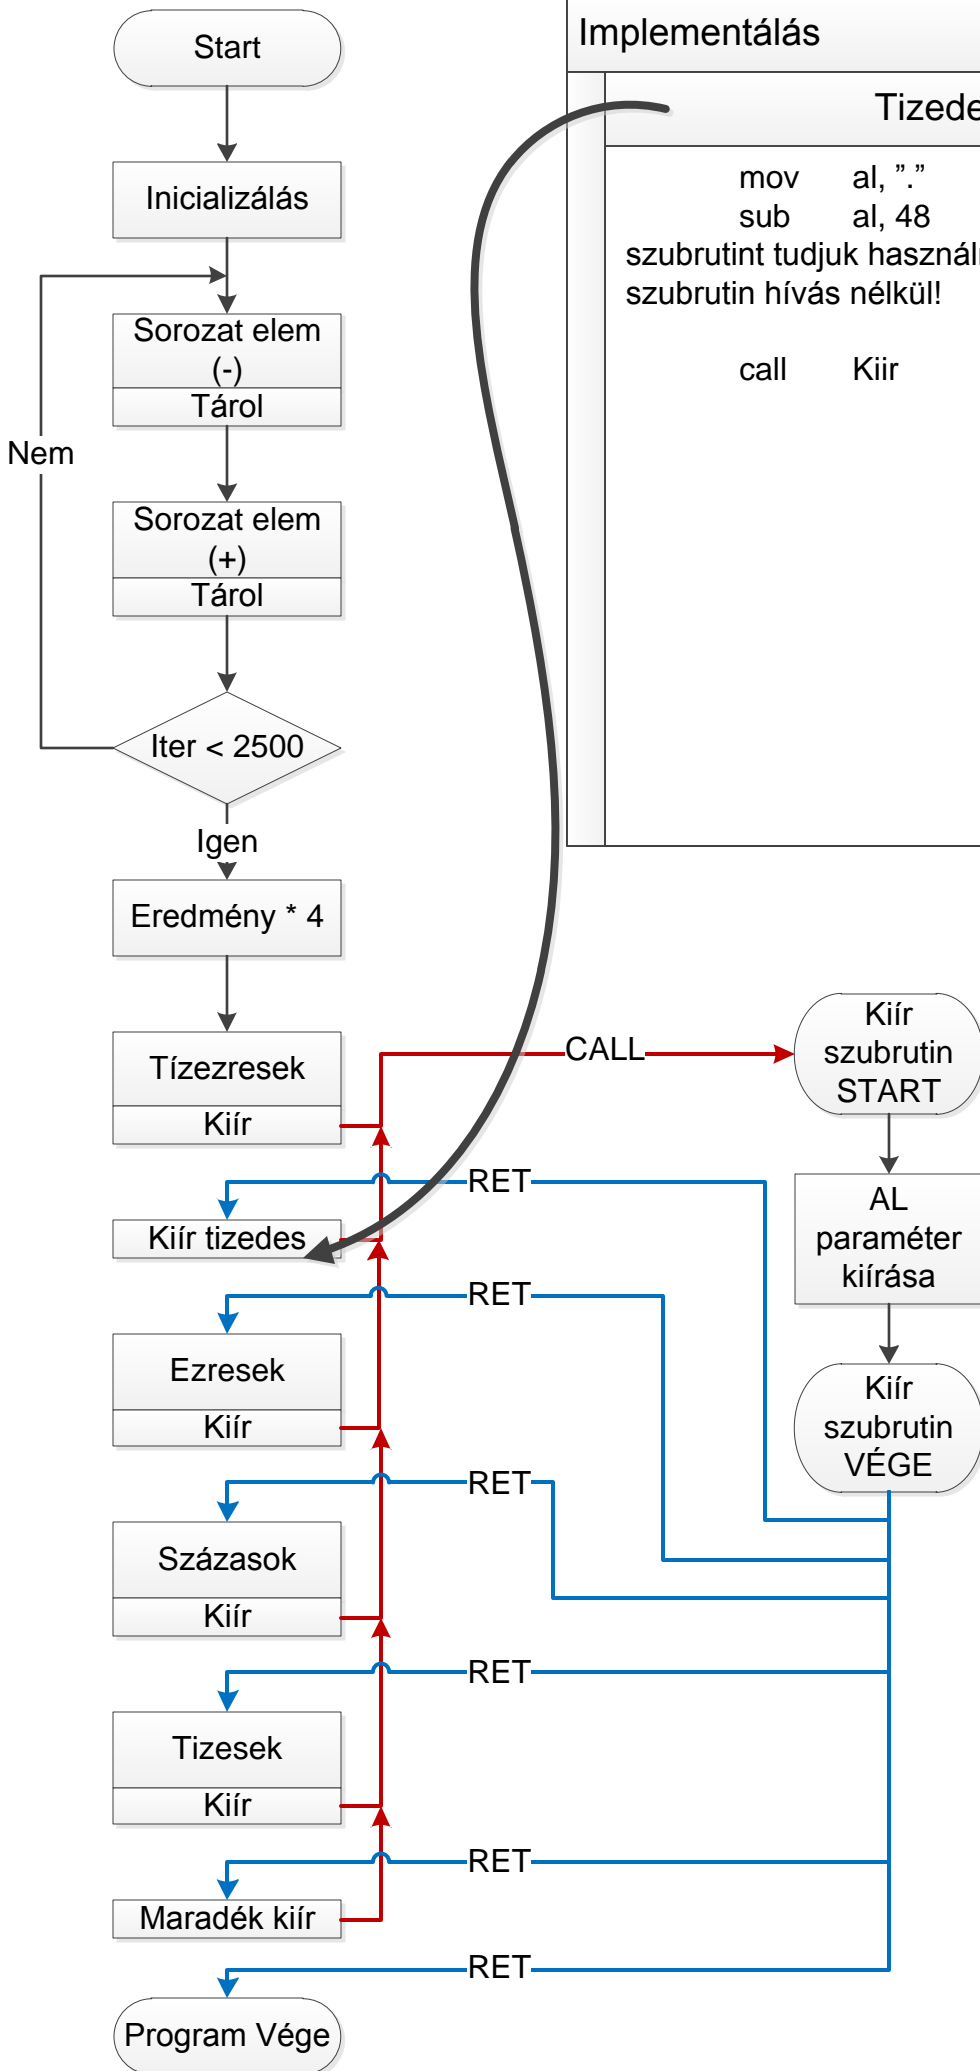 Start
Inicializálás
Sorozat elem
(-)
Tárol
Nem
Sorozat elem
(+)
Tárol
Iter < 2500
Igen
Eredmény * 4
Tízezresek
Kiír
Kiír tizedes
Ezresek
Kiír
Százasok
Kiír
Tizesek
Kiír
Maradék kiír
Program Vége
Implementálás
mov al, ”.”
sub al, 48
szubrutint tudjuk
szubrutin hívás nélkül!
call Kiir
CALL
RET
RET
RET
RET
RET
RET
Kiír
szubrutin
START
AL
paraméter
kiírása
Kiír
szubrutin
VÉGE